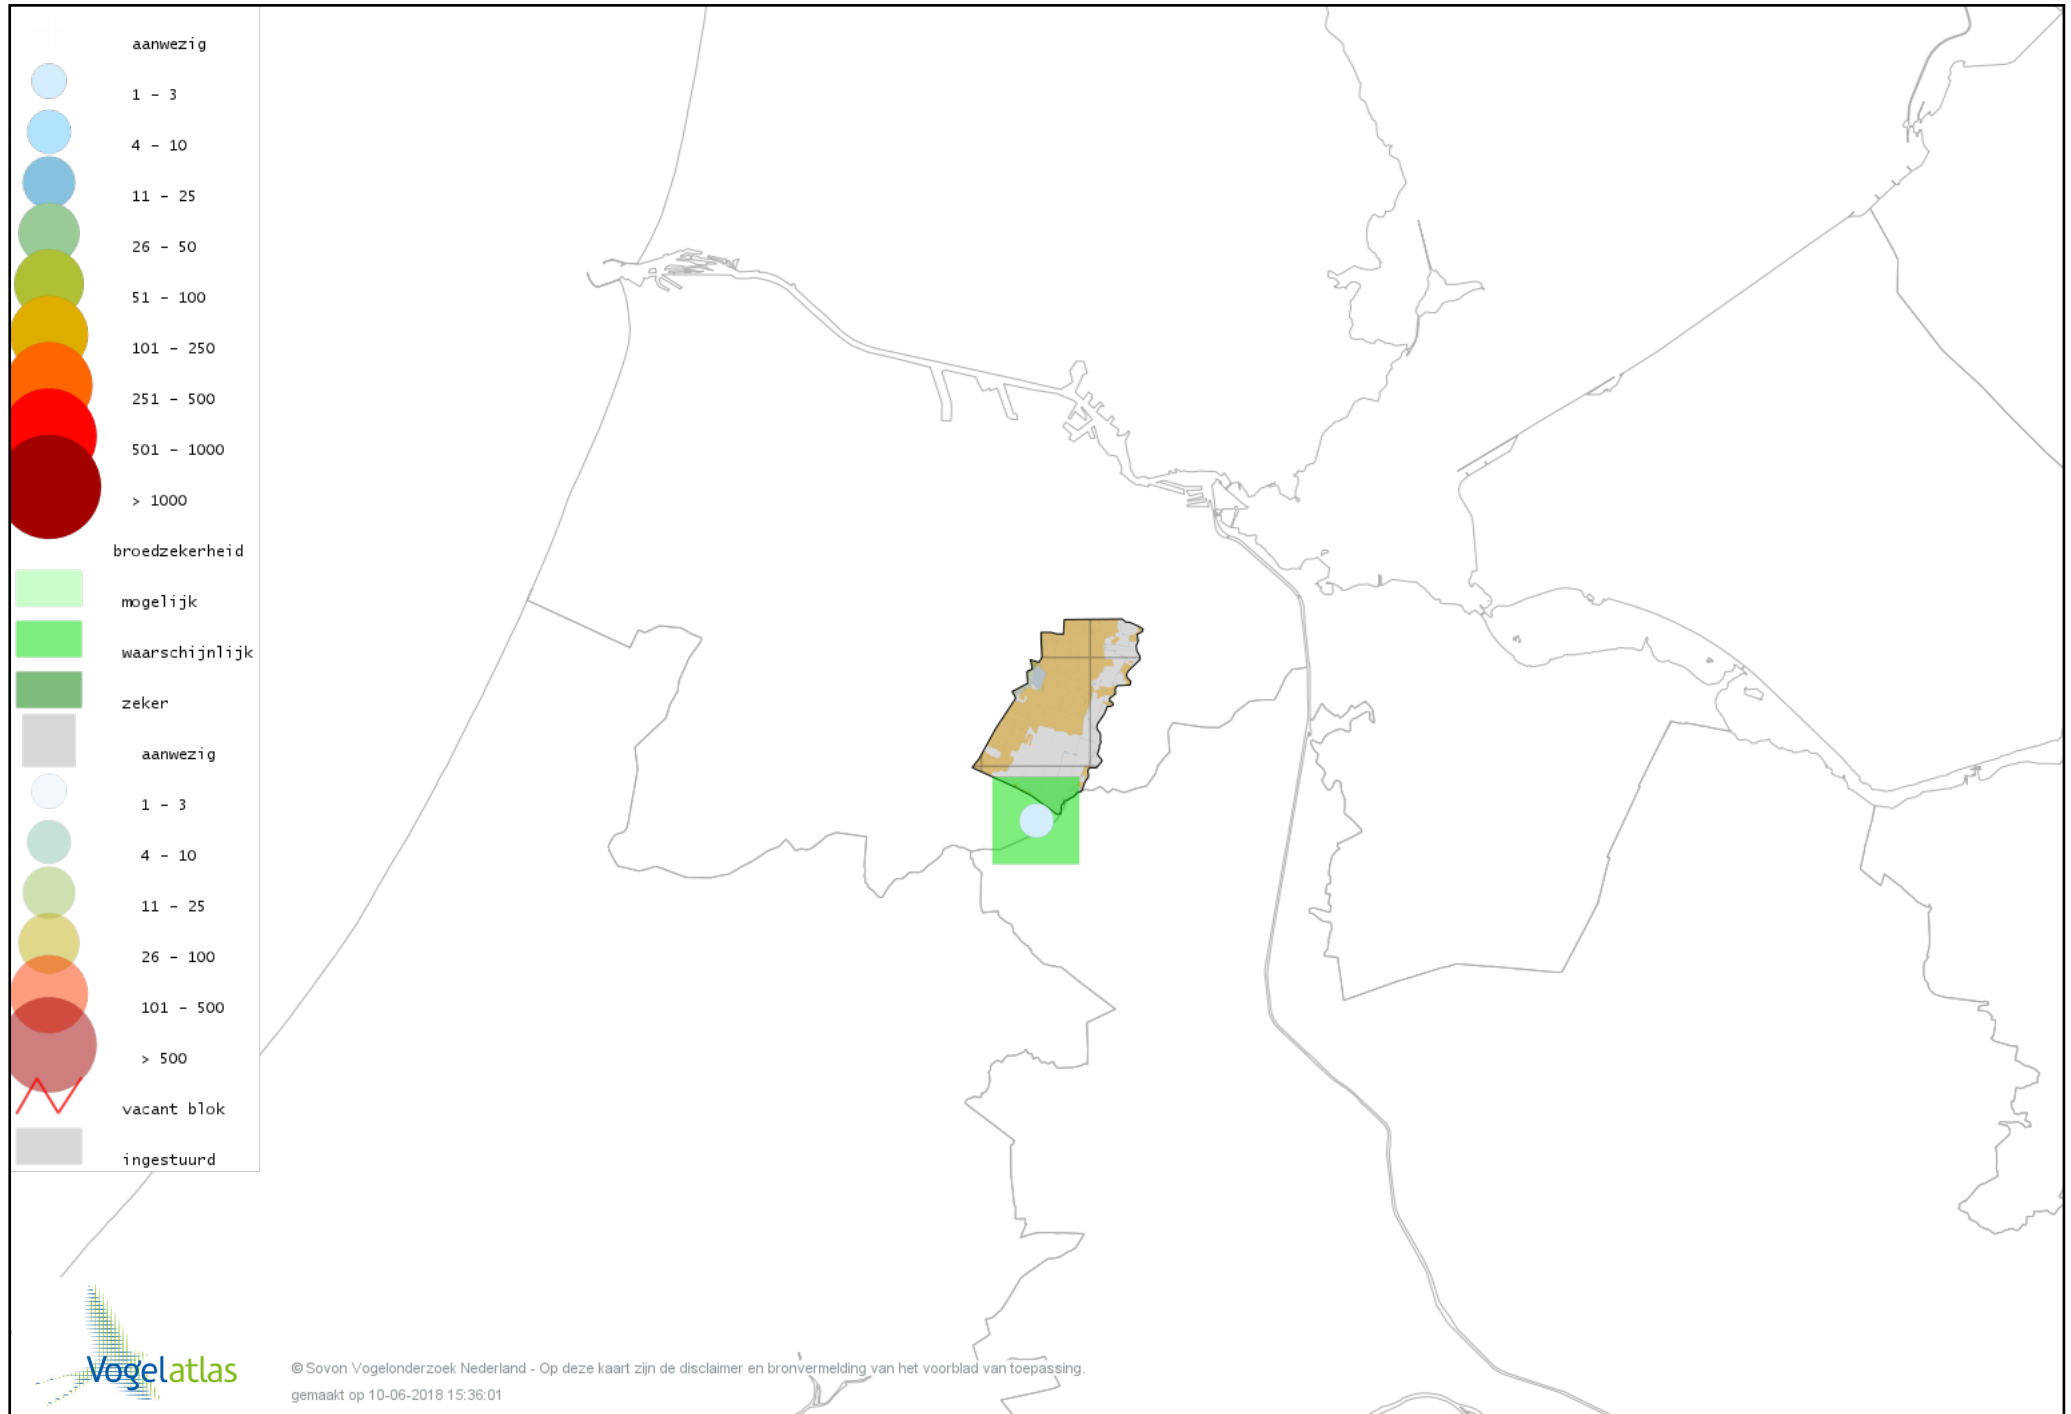 aanwezig
1 - 3
4 - 10
11 - 25
26 - 50
51 - 100
101 - 250
251 - 500
501 - 1000
> 1000
broedzekerheid
mogelijk
waarschijnlijk
zeker
aanwezig
1 - 3
4 - 10
11 - 25
26 - 100
101 - 500
> 500
vacant blok
ingestuurd
Vogelatlas
© Sovon Vogelonderzoek Nederland - Op deze kaart zijn de disclaimer en bronvermelding van het voorblad van toepassing.
gemaakt op 10-06-2018 15:36:01